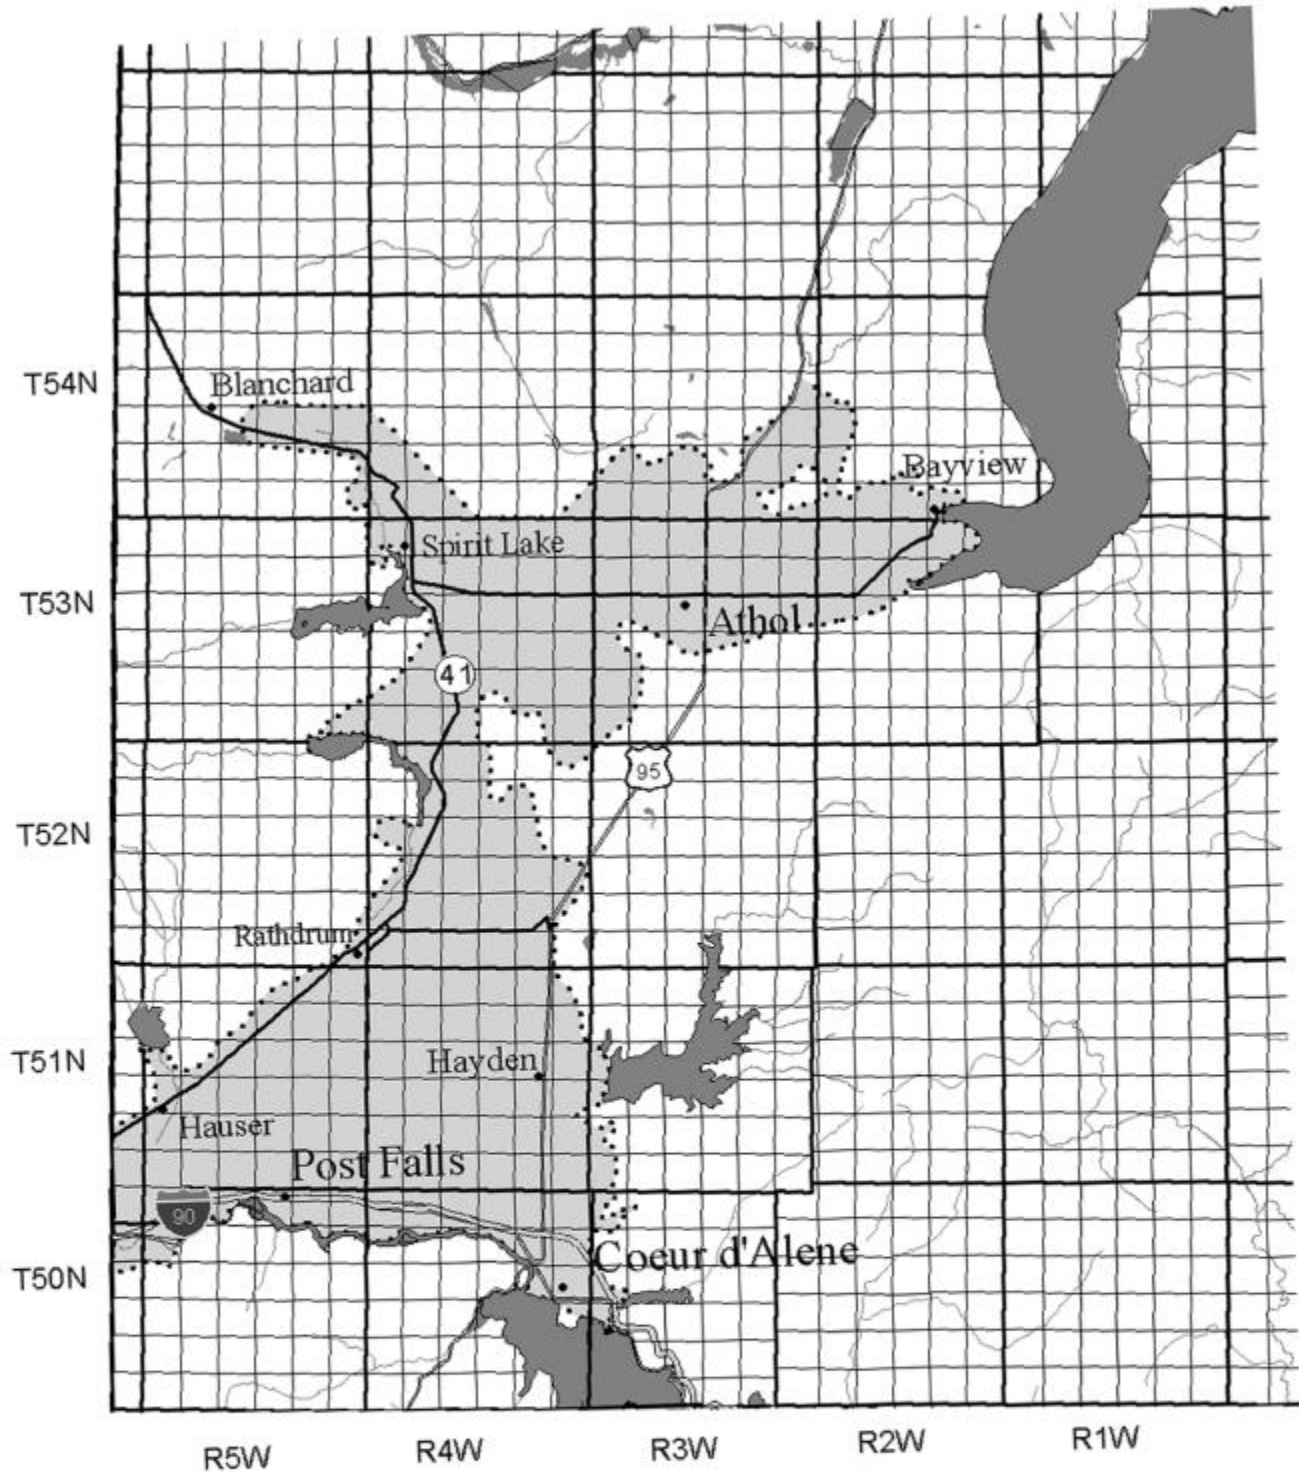 T54N
Blanchard
Bayview
Spirit Lake
T53N
Athol
41
95
T52N
Rathdrum
T51N
Hayden
Hauser
Post Falls
90
Coeur d'Alene
T50N
R5W
R4W
R3W
R2W
R1W